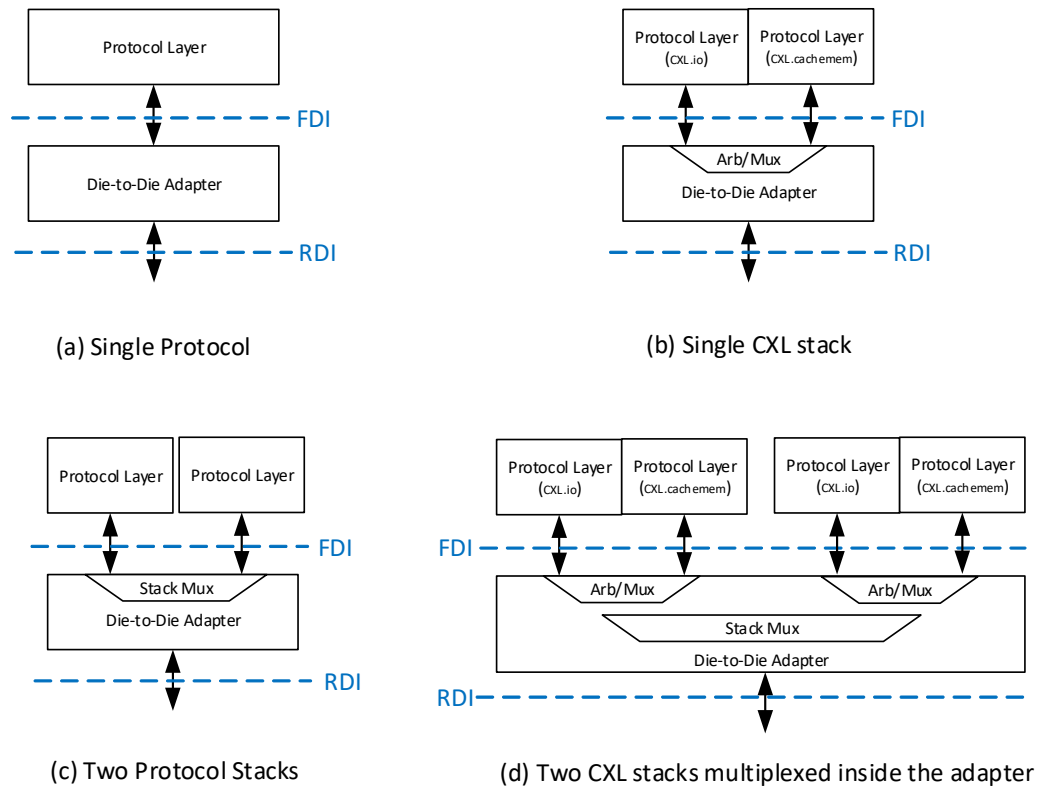 Protocol Layer
FDI
Die-to-Die Adapter
RDI
(a) Single Protocol
Protocol Layer
(CXL.io)
Protocol Layer
(CXL.cachemem)
FDI
Arb/Mux
Die-to-Die Adapter
RDI
(b) Single CXL stack
Protocol Layer
Protocol Layer
FDI
Stack Mux
Die-to-Die Adapter
RDI
(c) Two Protocol Stacks
Protocol Layer
(CXL.io)
Protocol Layer
(CXL.cachemem)
Protocol Layer
(CXL.io)
Protocol Layer
(CXL.cachemem)
FDI
Arb/Mux
Arb/Mux
Stack Mux
Die-to-Die Adapter
RDI
(d) Two CXL stacks multiplexed inside the adapter